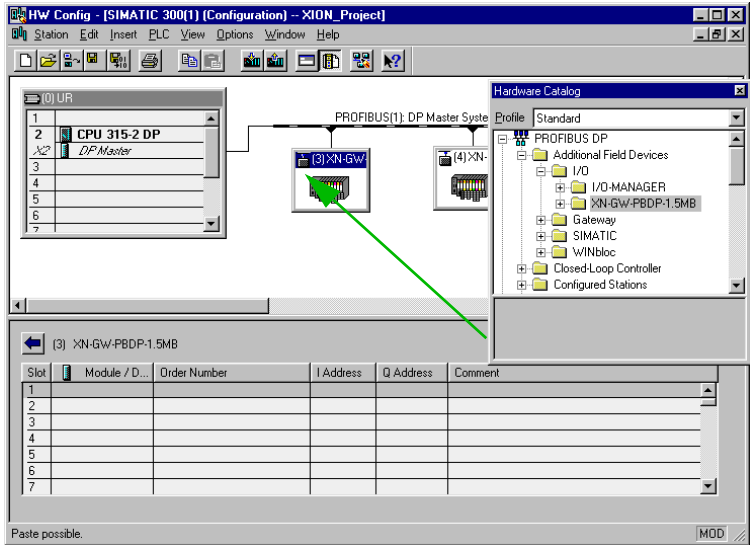 HW Config - [SIMATIC 300(1) (Configuration) -- XION_Project]
Station Edit Insert PLC View Options Window Help
(0) UR
1
2 CPU 315-2 DP
X2 DP Master
3
4
5
6
7
PROFIBUS(1): DP Master Syste
(3) XN-GW-
(4) XN-
Hardware Catalog
Profile Standard
PROFIBUS DP
Additional Field Devices
I/O
I/O-MANAGER
XN-GW-PBDP-1.5MB
Gateway
SIMATIC
WINbloc
Closed-Loop Controller
Configured Stations
(3) XN-GW-PBDP-1.5MB
Slot Module / D... Order Number I Address Q Address Comment
1
2
3
4
5
6
7
Paste possible. MOD